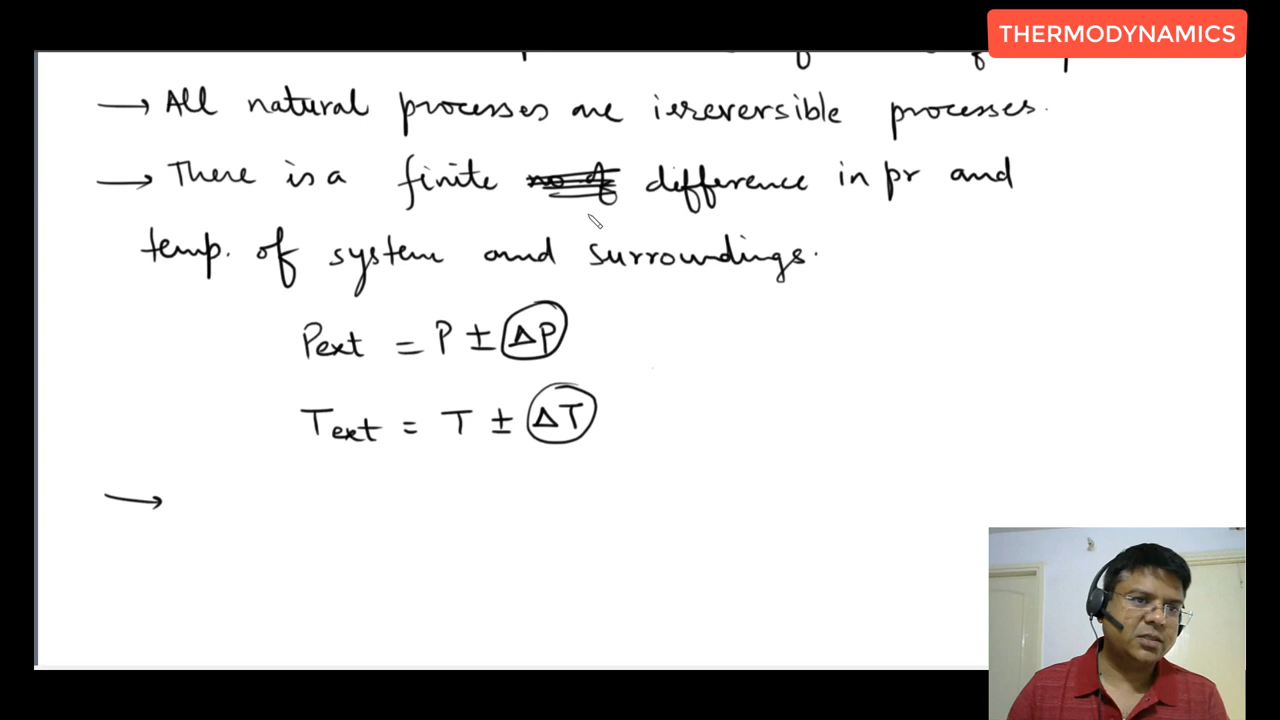 THERMODYNAMICS
→ All natural processes are irreversible processes.
→ There is a finite difference in pr and
temp. of system and surroundings.
Pext = P ± ΔP
Text = T ± ΔT
→